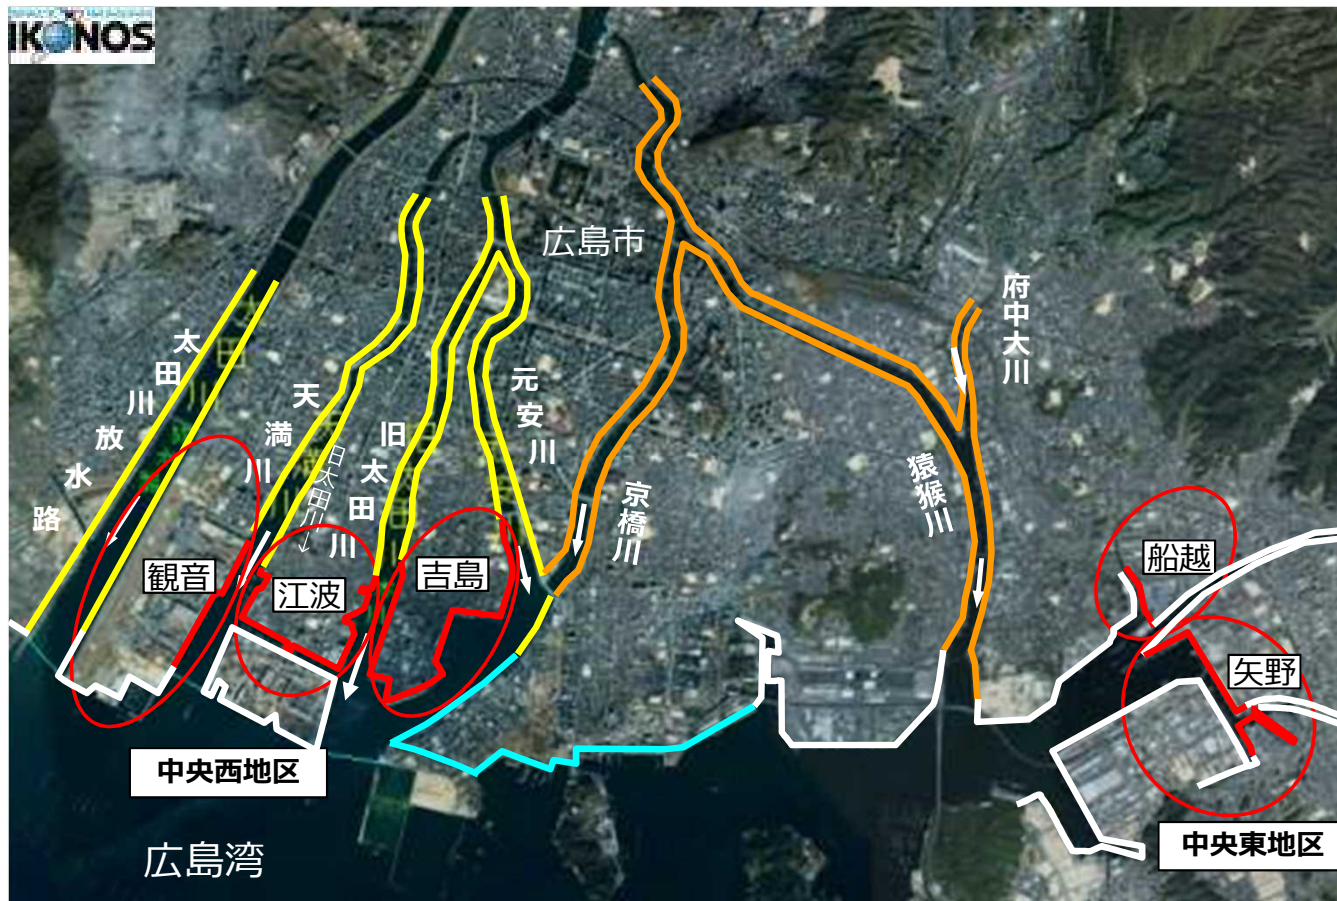 IKONOS
広島市
府中大川
太田川放水路
天満川
旧太田川
旧太田川→
元安川
京橋川
猿猴川
観音
江波
吉島
船越
矢野
中央西地区
中央東地区
広島湾